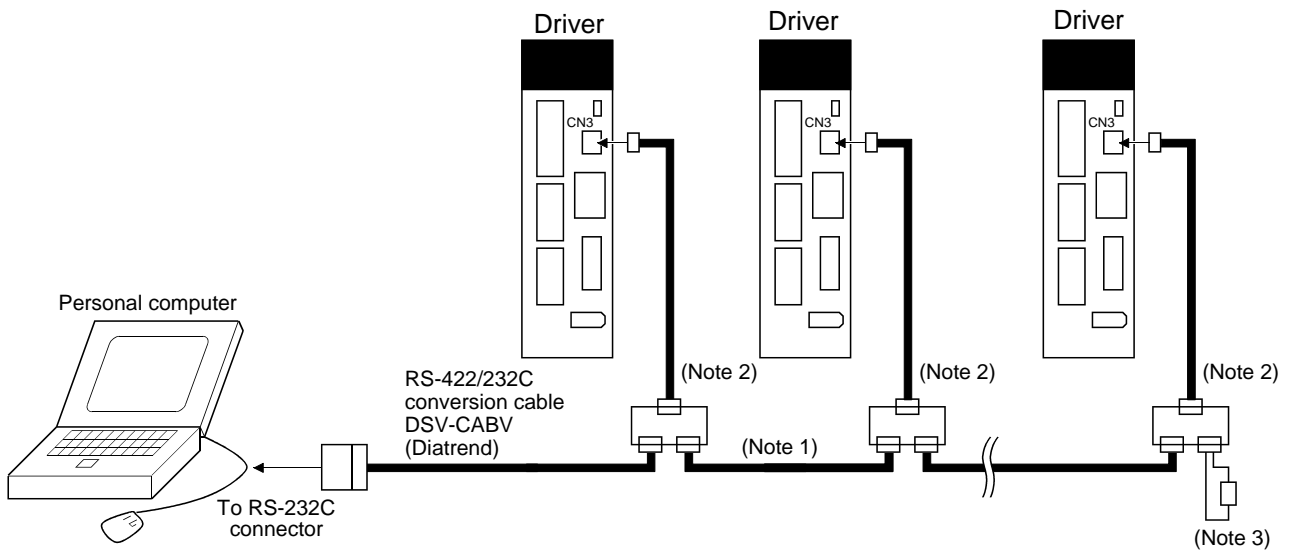 Driver
Driver
Driver
CN3
CN3
CN3
Personal computer
RS-422/232C
conversion cable
DSV-CABV
(Diatrend)
(Note 2)
(Note 2)
(Note 2)
(Note 1)
To RS-232C
connector
(Note 3)